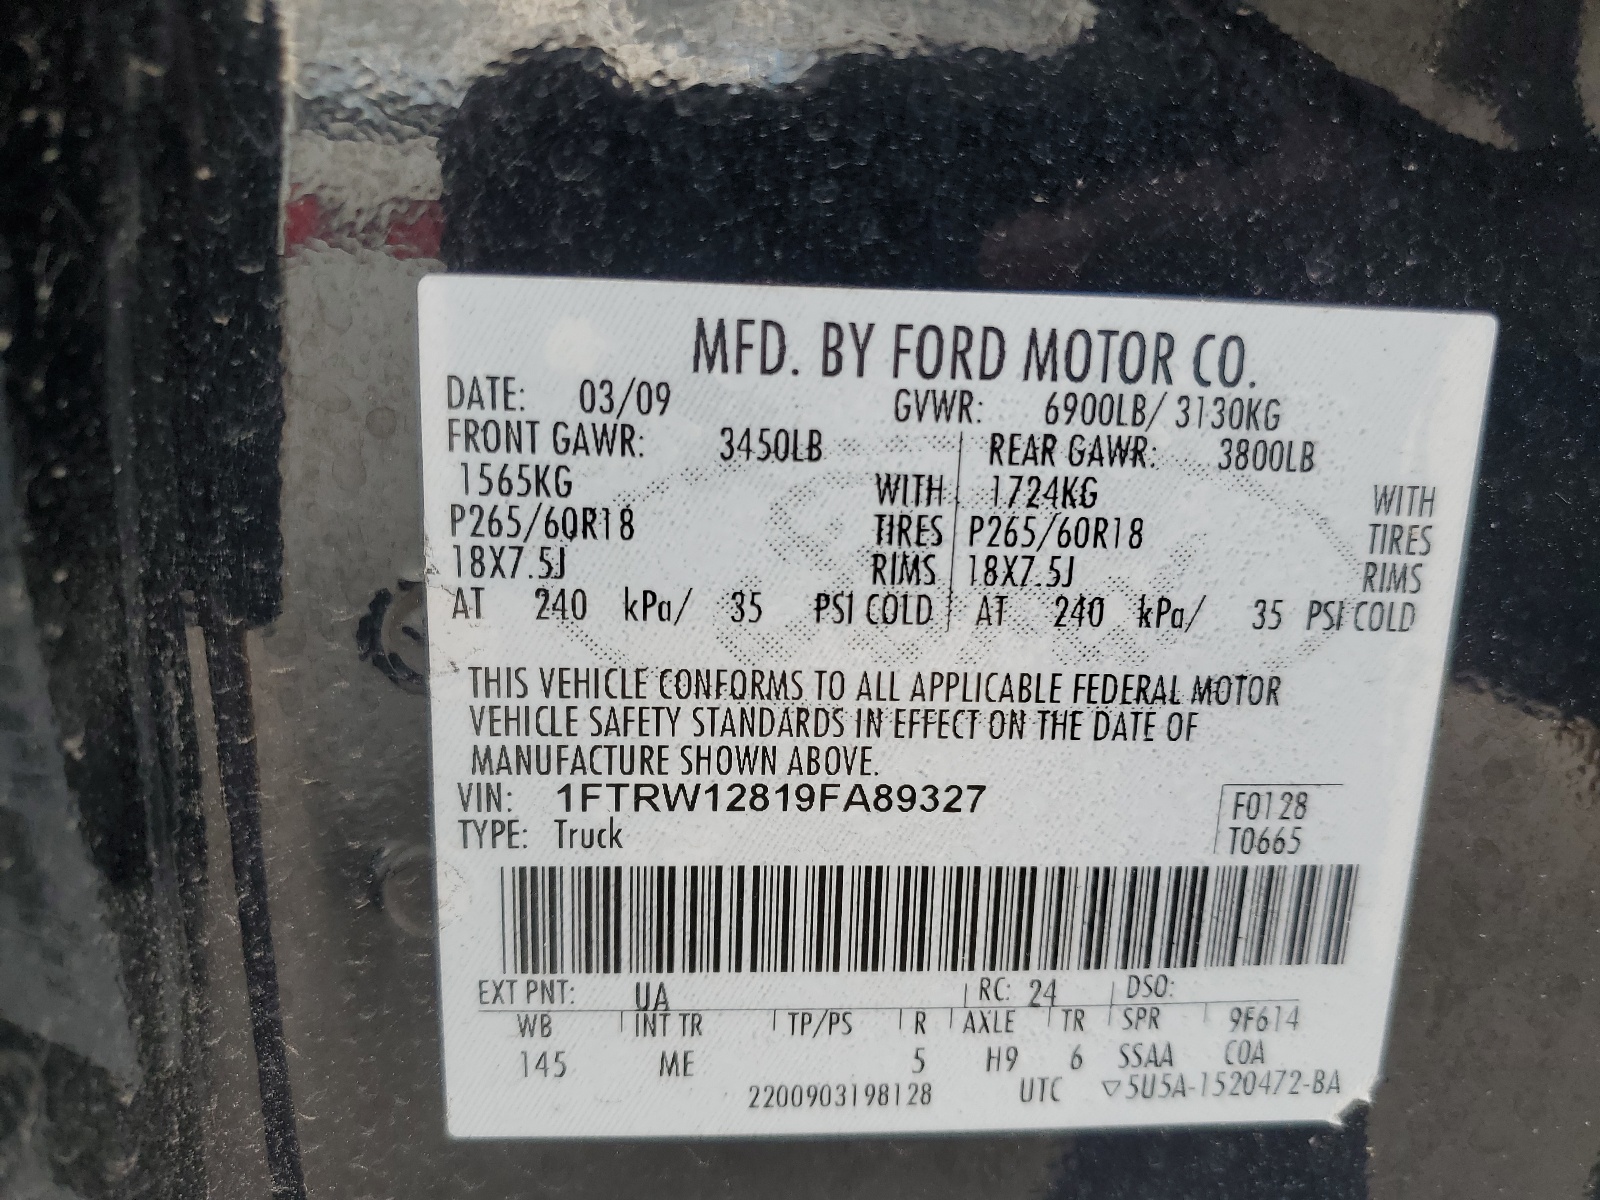 MFD. BY FORD MOTOR CO.
DATE: 03/09 GVWR: 6900LB/ 3130KG
FRONT GAWR: 3450LB REAR GAWR: 3800LB
1565KG WITH 1724KG WITH
P265/60R18 TIRES P265/60R18 TIRES
18X7.5J RIMS 18X7.5J RIMS
AT 240 kPa/ 35 PSI COLD AT 240 kPa/ 35 PSI COLD
THIS VEHICLE CONFORMS TO ALL APPLICABLE FEDERAL MOTOR
VEHICLE SAFETY STANDARDS IN EFFECT ON THE DATE OF
MANUFACTURE SHOWN ABOVE.
VIN: 1FTRW12819FA89327 F0128
TYPE: Truck T0665
EXT PNT: UA RC: 24 DSO:
WB INT TR TP/PS R AXLE TR SPR 9F614
145 ME 5 H9 6 SSAA COA
2200903198128 UTC ▽5U5A-1520472-BA